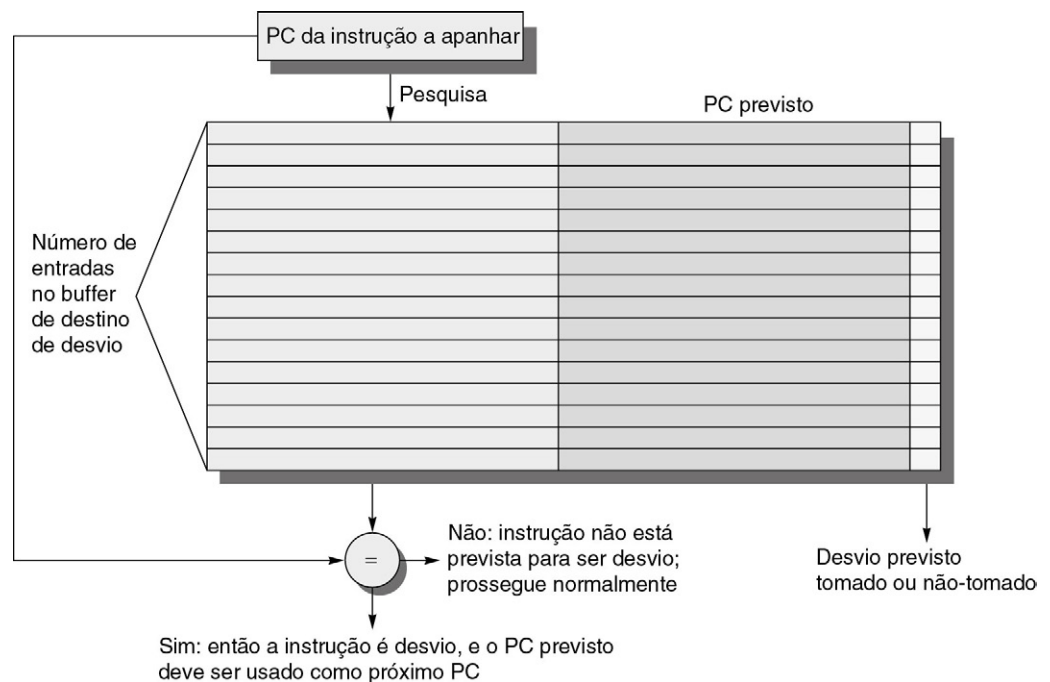 PC da instrução a apanhar
Pesquisa
PC previsto
Número de
entradas
no buffer
de destino
de desvio
=
Não: instrução não está
prevista para ser desvio;
prossegue normalmente
Desvio previsto
tomado ou não-tomado
Sim: então a instrução é desvio, e o PC previsto
deve ser usado como próximo PC